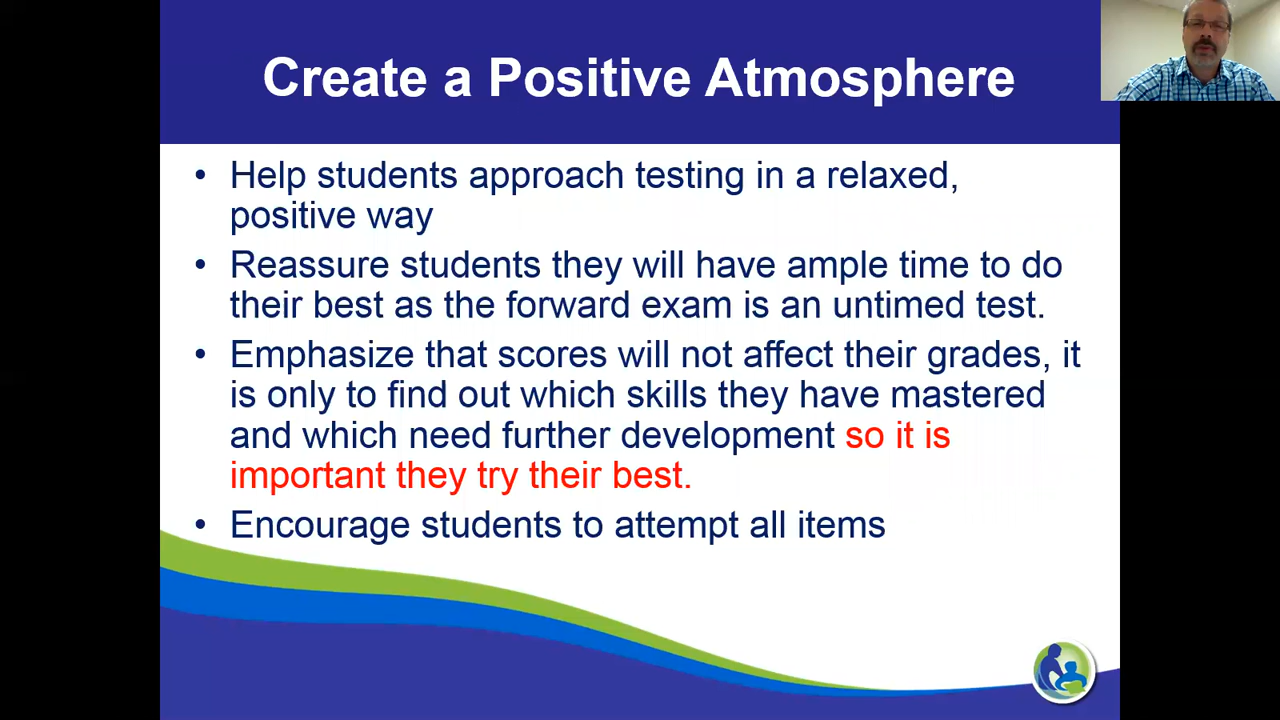 Create a Positive Atmosphere
• Help students approach testing in a relaxed,
positive way
• Reassure students they will have ample time to do
their best as the forward exam is an untimed test.
• Emphasize that scores will not affect their grades, it
is only to find out which skills they have mastered
and which need further development so it is
important they try their best.
• Encourage students to attempt all items